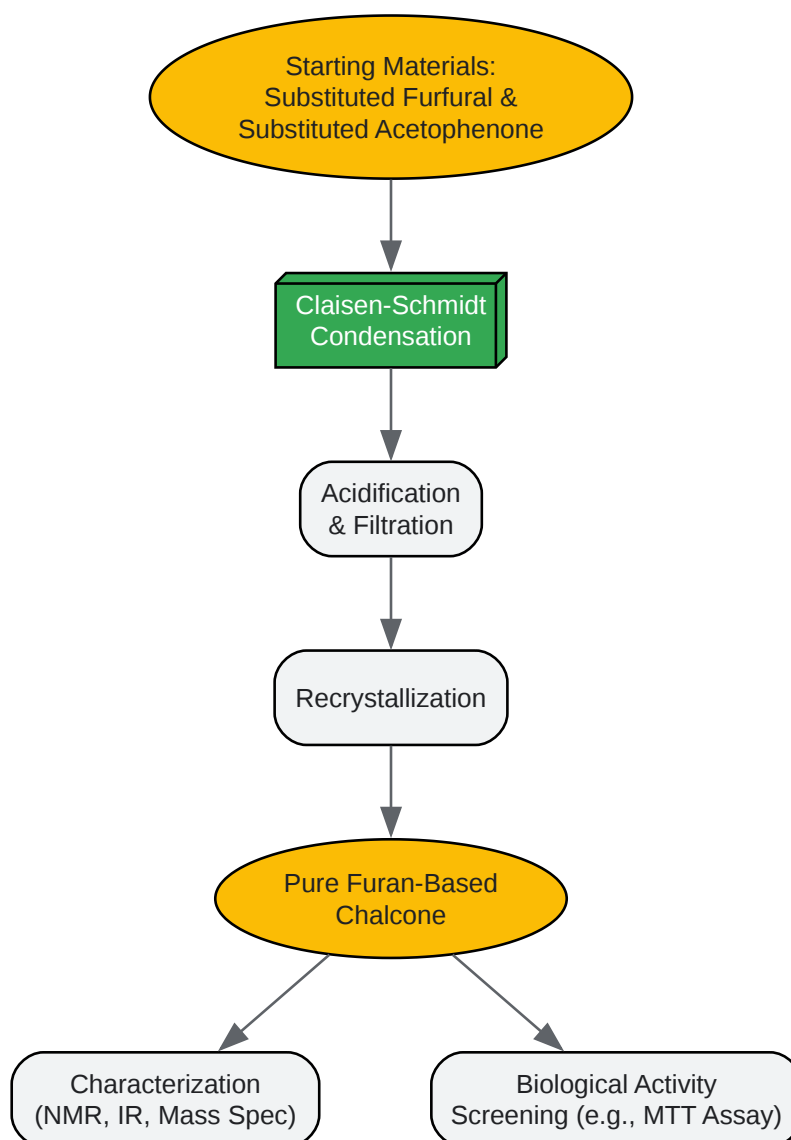 Starting Materials:
Substituted Furfural &
Substituted Acetophenone
Claisen-Schmidt
Condensation
Acidification
& Filtration
Recrystallization
Pure Furan-Based
Chalcone
Characterization
(NMR, IR, Mass Spec)
Biological Activity
Screening (e.g., MTT Assay)